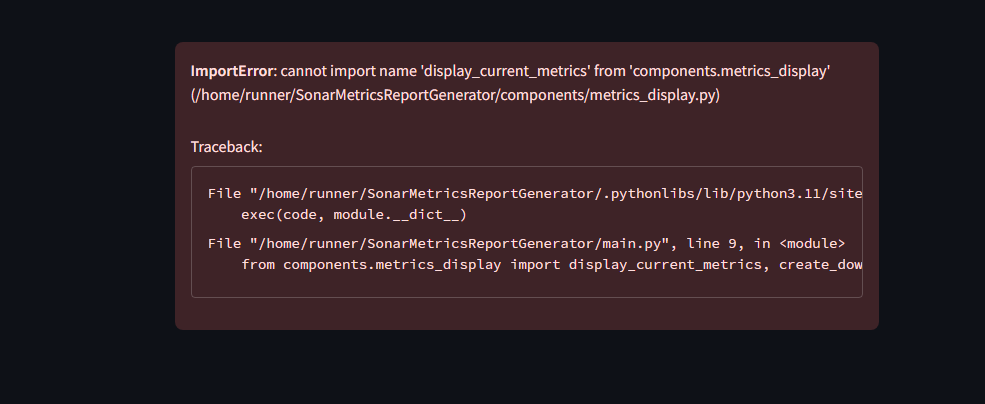 ImportError: cannot import name 'display_current_metrics' from 'components.metrics_display'
(/home/runner/SonarMetricsReportGenerator/components/metrics_display.py)
Traceback:
File "/home/runner/SonarMetricsReportGenerator/.pythonlibs/lib/python3.11/site
exec(code, module.__dict__)
File "/home/runner/SonarMetricsReportGenerator/main.py", line 9, in <module>
from components.metrics_display import display_current_metrics, create_dow